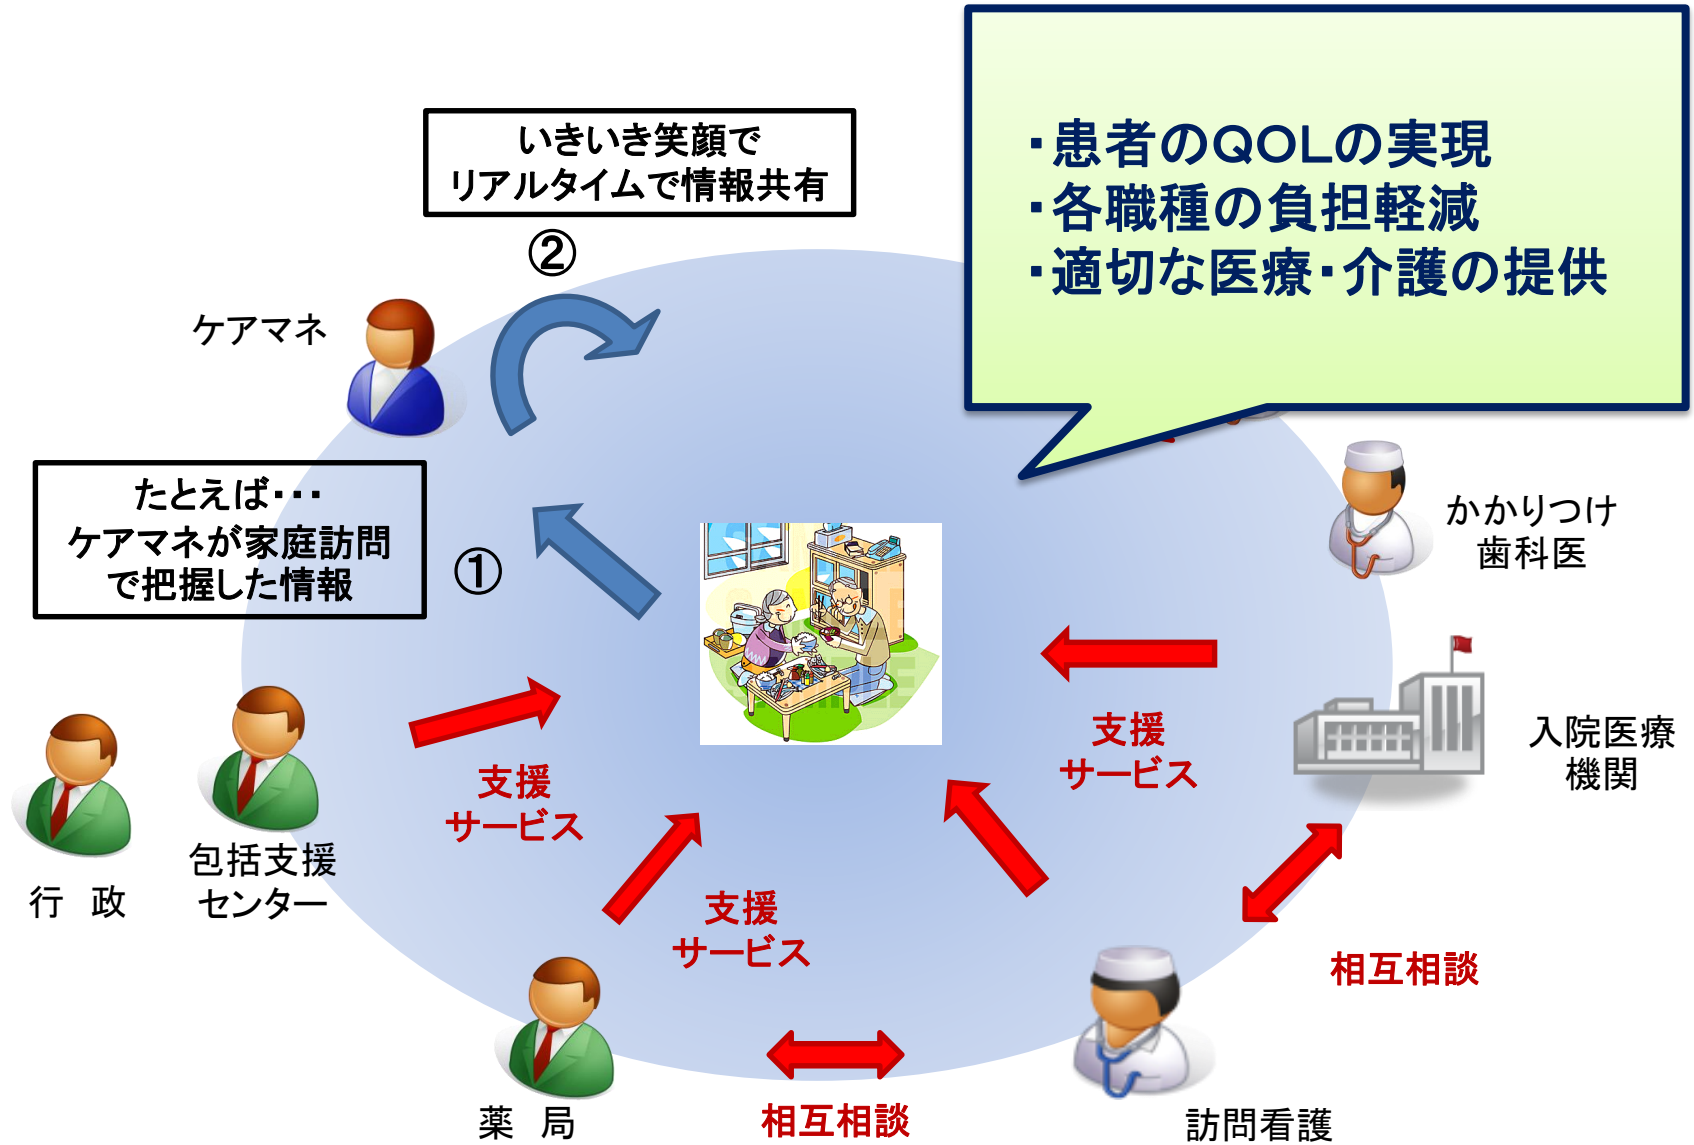 いきいき笑顔で
リアルタイムで情報共有
②
・患者のQOLの実現
・各職種の負担軽減
・適切な医療・介護の提供
ケアマネ
たとえば・・・
ケアマネが家庭訪問
で把握した情報
①
かかりつけ
歯科医
入院医療
機関
支援
サービス
支援
サービス
支援
サービス
包括支援
センター
行　政
相互相談
薬　局
相互相談
訪問看護